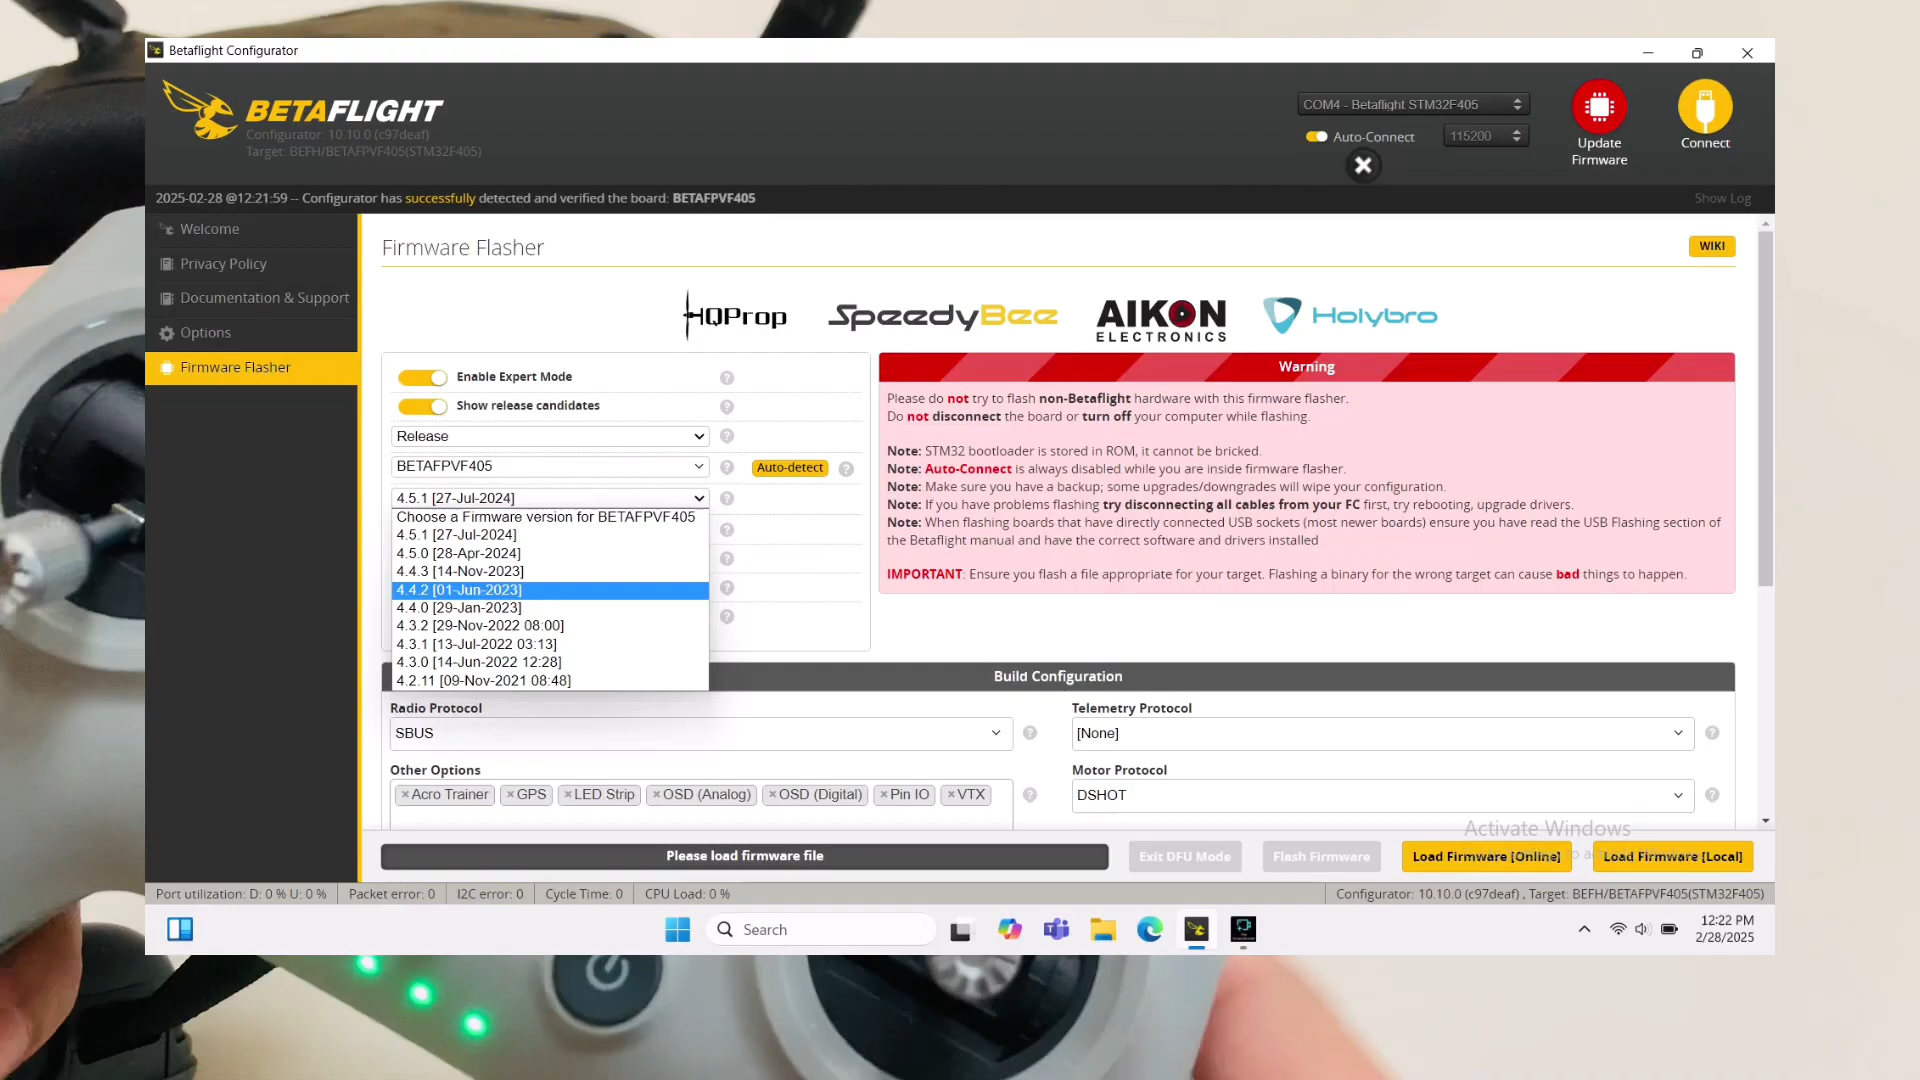 Betaflight Configurator
BETAFLIGHT
Configurator: 10.10.0 (c97deaf)
Target: BEFH/BETAFPVF405(STM32F405)
COM4 - Betaflight STM32F405
Auto-Connect
115200
Update
Firmware
Connect
2025-02-28 @12:21:59 -- Configurator has successfully detected and verified the board: BETAFPVF405
Show Log
Welcome
Privacy Policy
Documentation & Support
Options
Firmware Flasher
Firmware Flasher
WIKI
HQProp
SpeedyBee
AIKON
ELECTRONICS
Holybro
Enable Expert Mode
Show release candidates
Release
BETAFPVF405
Auto-detect
4.5.1 [27-Jul-2024]
Choose a Firmware version for BETAFPVF405
4.5.1 [27-Jul-2024]
4.5.0 [28-Apr-2024]
4.4.3 [14-Nov-2023]
4.4.2 [01-Jun-2023]
4.4.0 [29-Jan-2023]
4.3.2 [29-Nov-2022 08:00]
4.3.1 [13-Jul-2022 03:13]
4.3.0 [14-Jun-2022 12:28]
4.2.11 [09-Nov-2021 08:48]
Warning
Please do not try to flash non-Betaflight hardware with this firmware flasher.
Do not disconnect the board or turn off your computer while flashing.
Note: STM32 bootloader is stored in ROM, it cannot be bricked.
Note: Auto-Connect is always disabled while you are inside firmware flasher.
Note: Make sure you have a backup; some upgrades/downgrades will wipe your configuration.
Note: If you have problems flashing try disconnecting all cables from your FC first, try rebooting, upgrade drivers.
Note: When flashing boards that have directly connected USB sockets (most newer boards) ensure you have read the USB Flashing section of
the Betaflight manual and have the correct software and drivers installed
IMPORTANT: Ensure you flash a file appropriate for your target. Flashing a binary for the wrong target can cause bad things to happen.
Build Configuration
Radio Protocol
SBUS
Telemetry Protocol
[None]
Other Options
×Acro Trainer ×GPS ×LED Strip ×OSD (Analog) ×OSD (Digital) ×Pin IO ×VTX
Motor Protocol
DSHOT
Activate Windows
Please load firmware file
Exit DFU Mode
Flash Firmware
Load Firmware [Online]
Load Firmware [Local]
Port utilization: D: 0 % U: 0 %
Packet error: 0
I2C error: 0
Cycle Time: 0
CPU Load: 0 %
Configurator: 10.10.0 (c97deaf) , Target: BEFH/BETAFPVF405(STM32F405)
Search
12:22 PM
2/28/2025